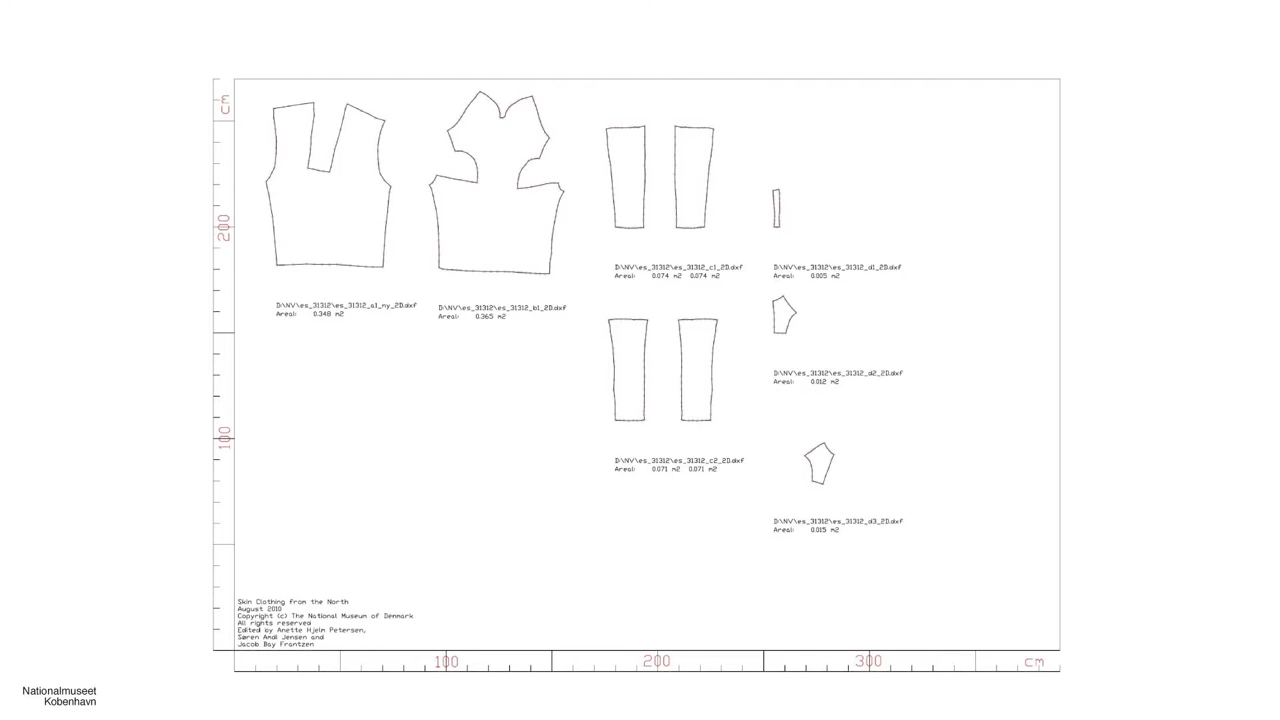 cm
200
100
D:\NV\es_31312\es_31312_a1_ny_2D.dxf
Areal: 0.348 m2
D:\NV\es_31312\es_31312_b1_2D.dxf
Areal: 0.365 m2
D:\NV\es_31312\es_31312_c1_2D.dxf
Areal: 0.074 m2 0.074 m2
D:\NV\es_31312\es_31312_d1_2D.dxf
Areal: 0.005 m2
D:\NV\es_31312\es_31312_d2_2D.dxf
Areal: 0.012 m2
D:\NV\es_31312\es_31312_c2_2D.dxf
Areal: 0.071 m2 0.071 m2
D:\NV\es_31312\es_31312_d3_2D.dxf
Areal: 0.015 m2
Skin Clothing from the North
August 2010
Copyright (c) The National Museum of Denmark
All rights reserved
Edited by Anette Hjelm Petersen,
Søren Amdi Jensen and
Jacob Bay Frantzen
100 200 300 cm
Nationalmuseet
Kobenhavn